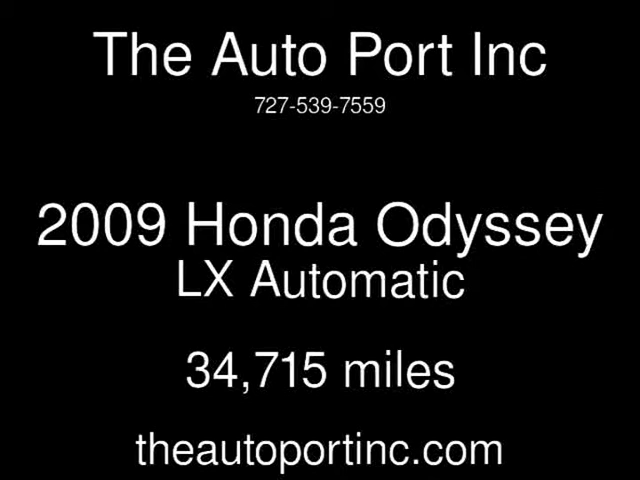 The Auto Port Inc
727-539-7559
2009 Honda Odyssey
LX Automatic
34,715 miles
theautoportinc.com